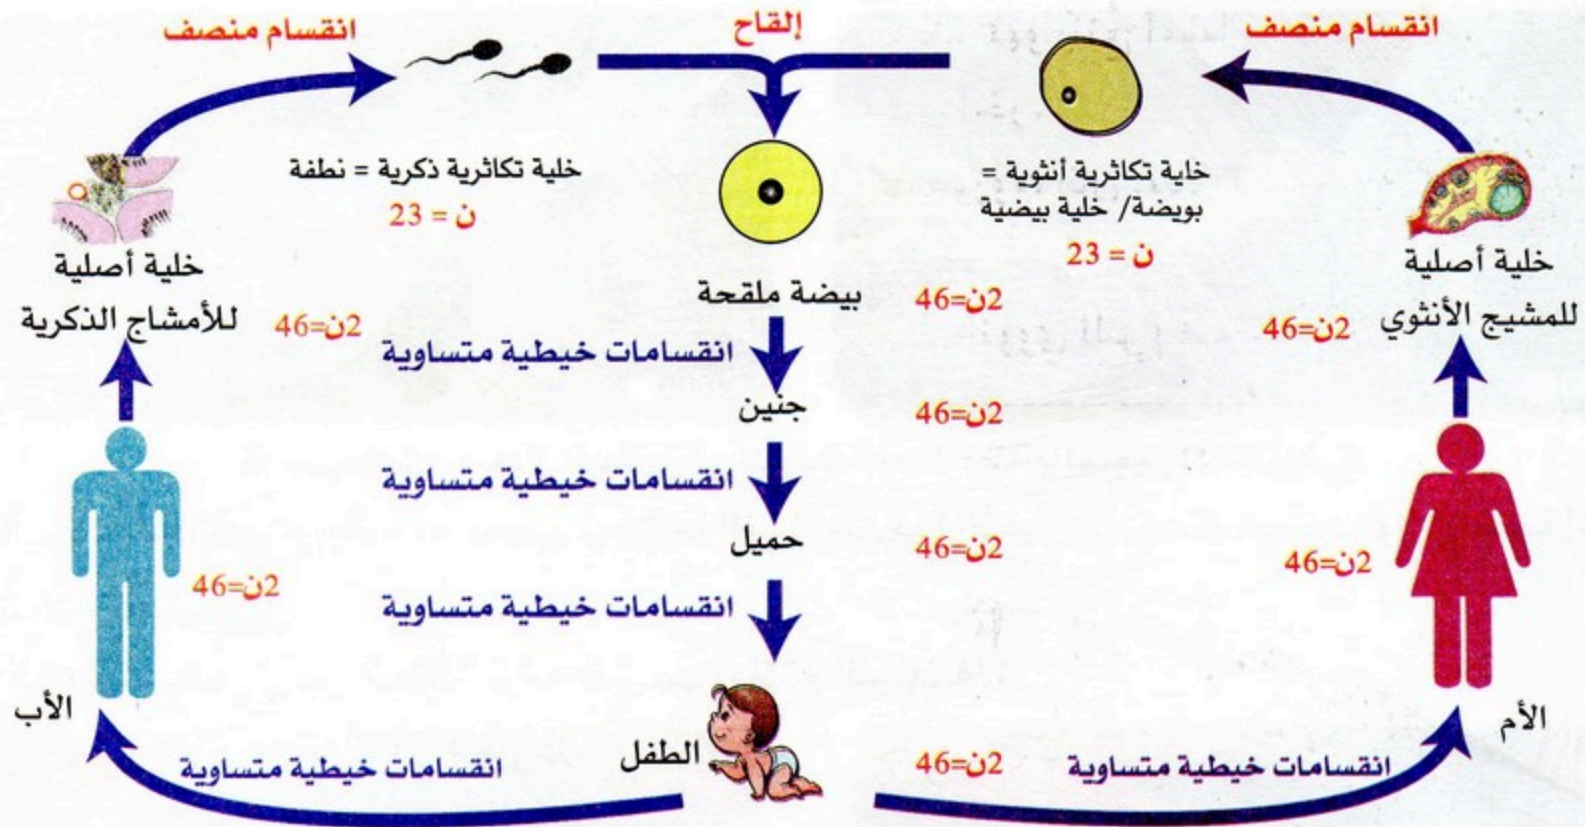 انقسام منصف
إلقاح
انقسام منصف
خاية تكاثرية أنثوية =
بويضة/ خلية بيضية
ن = 23
خلية تكاثرية ذكرية = نطفة
ن = 23
خلية أصلية
للمشيج الأنثوي
2ن=46
خلية أصلية
للأمشاج الذكرية
2ن=46
بيضة ملقحة
2ن=46
انقسامات خيطية متساوية
جنين
2ن=46
انقسامات خيطية متساوية
حميل
2ن=46
انقسامات خيطية متساوية
2ن=46
2ن=46
الأم
الأب
الطفل
2ن=46
انقسامات خيطية متساوية
انقسامات خيطية متساوية